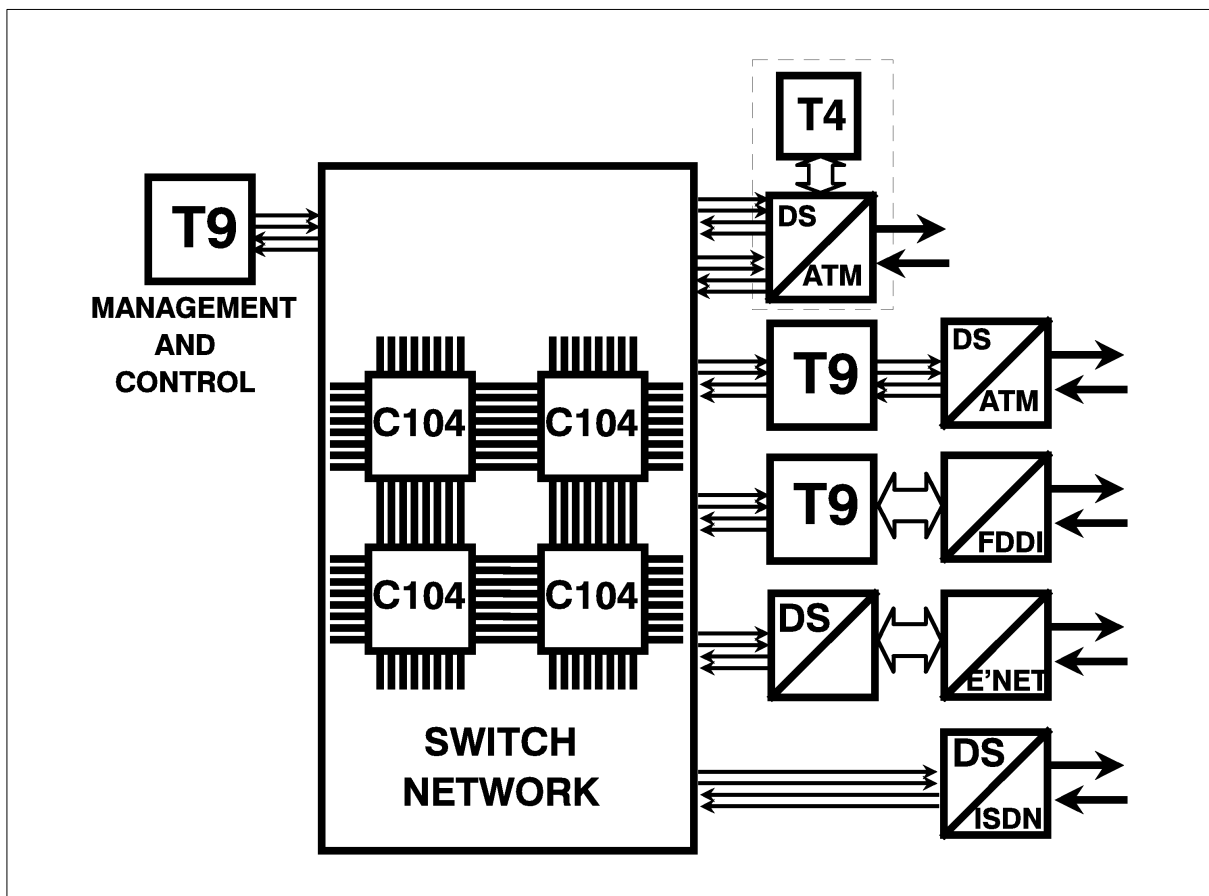 T4
T9
MANAGEMENT
AND
CONTROL
DS
ATM
T9
DS
ATM
C104
C104
T9
FDDI
C104
C104
DS
E'NET
SWITCH
NETWORK
DS
ISDN